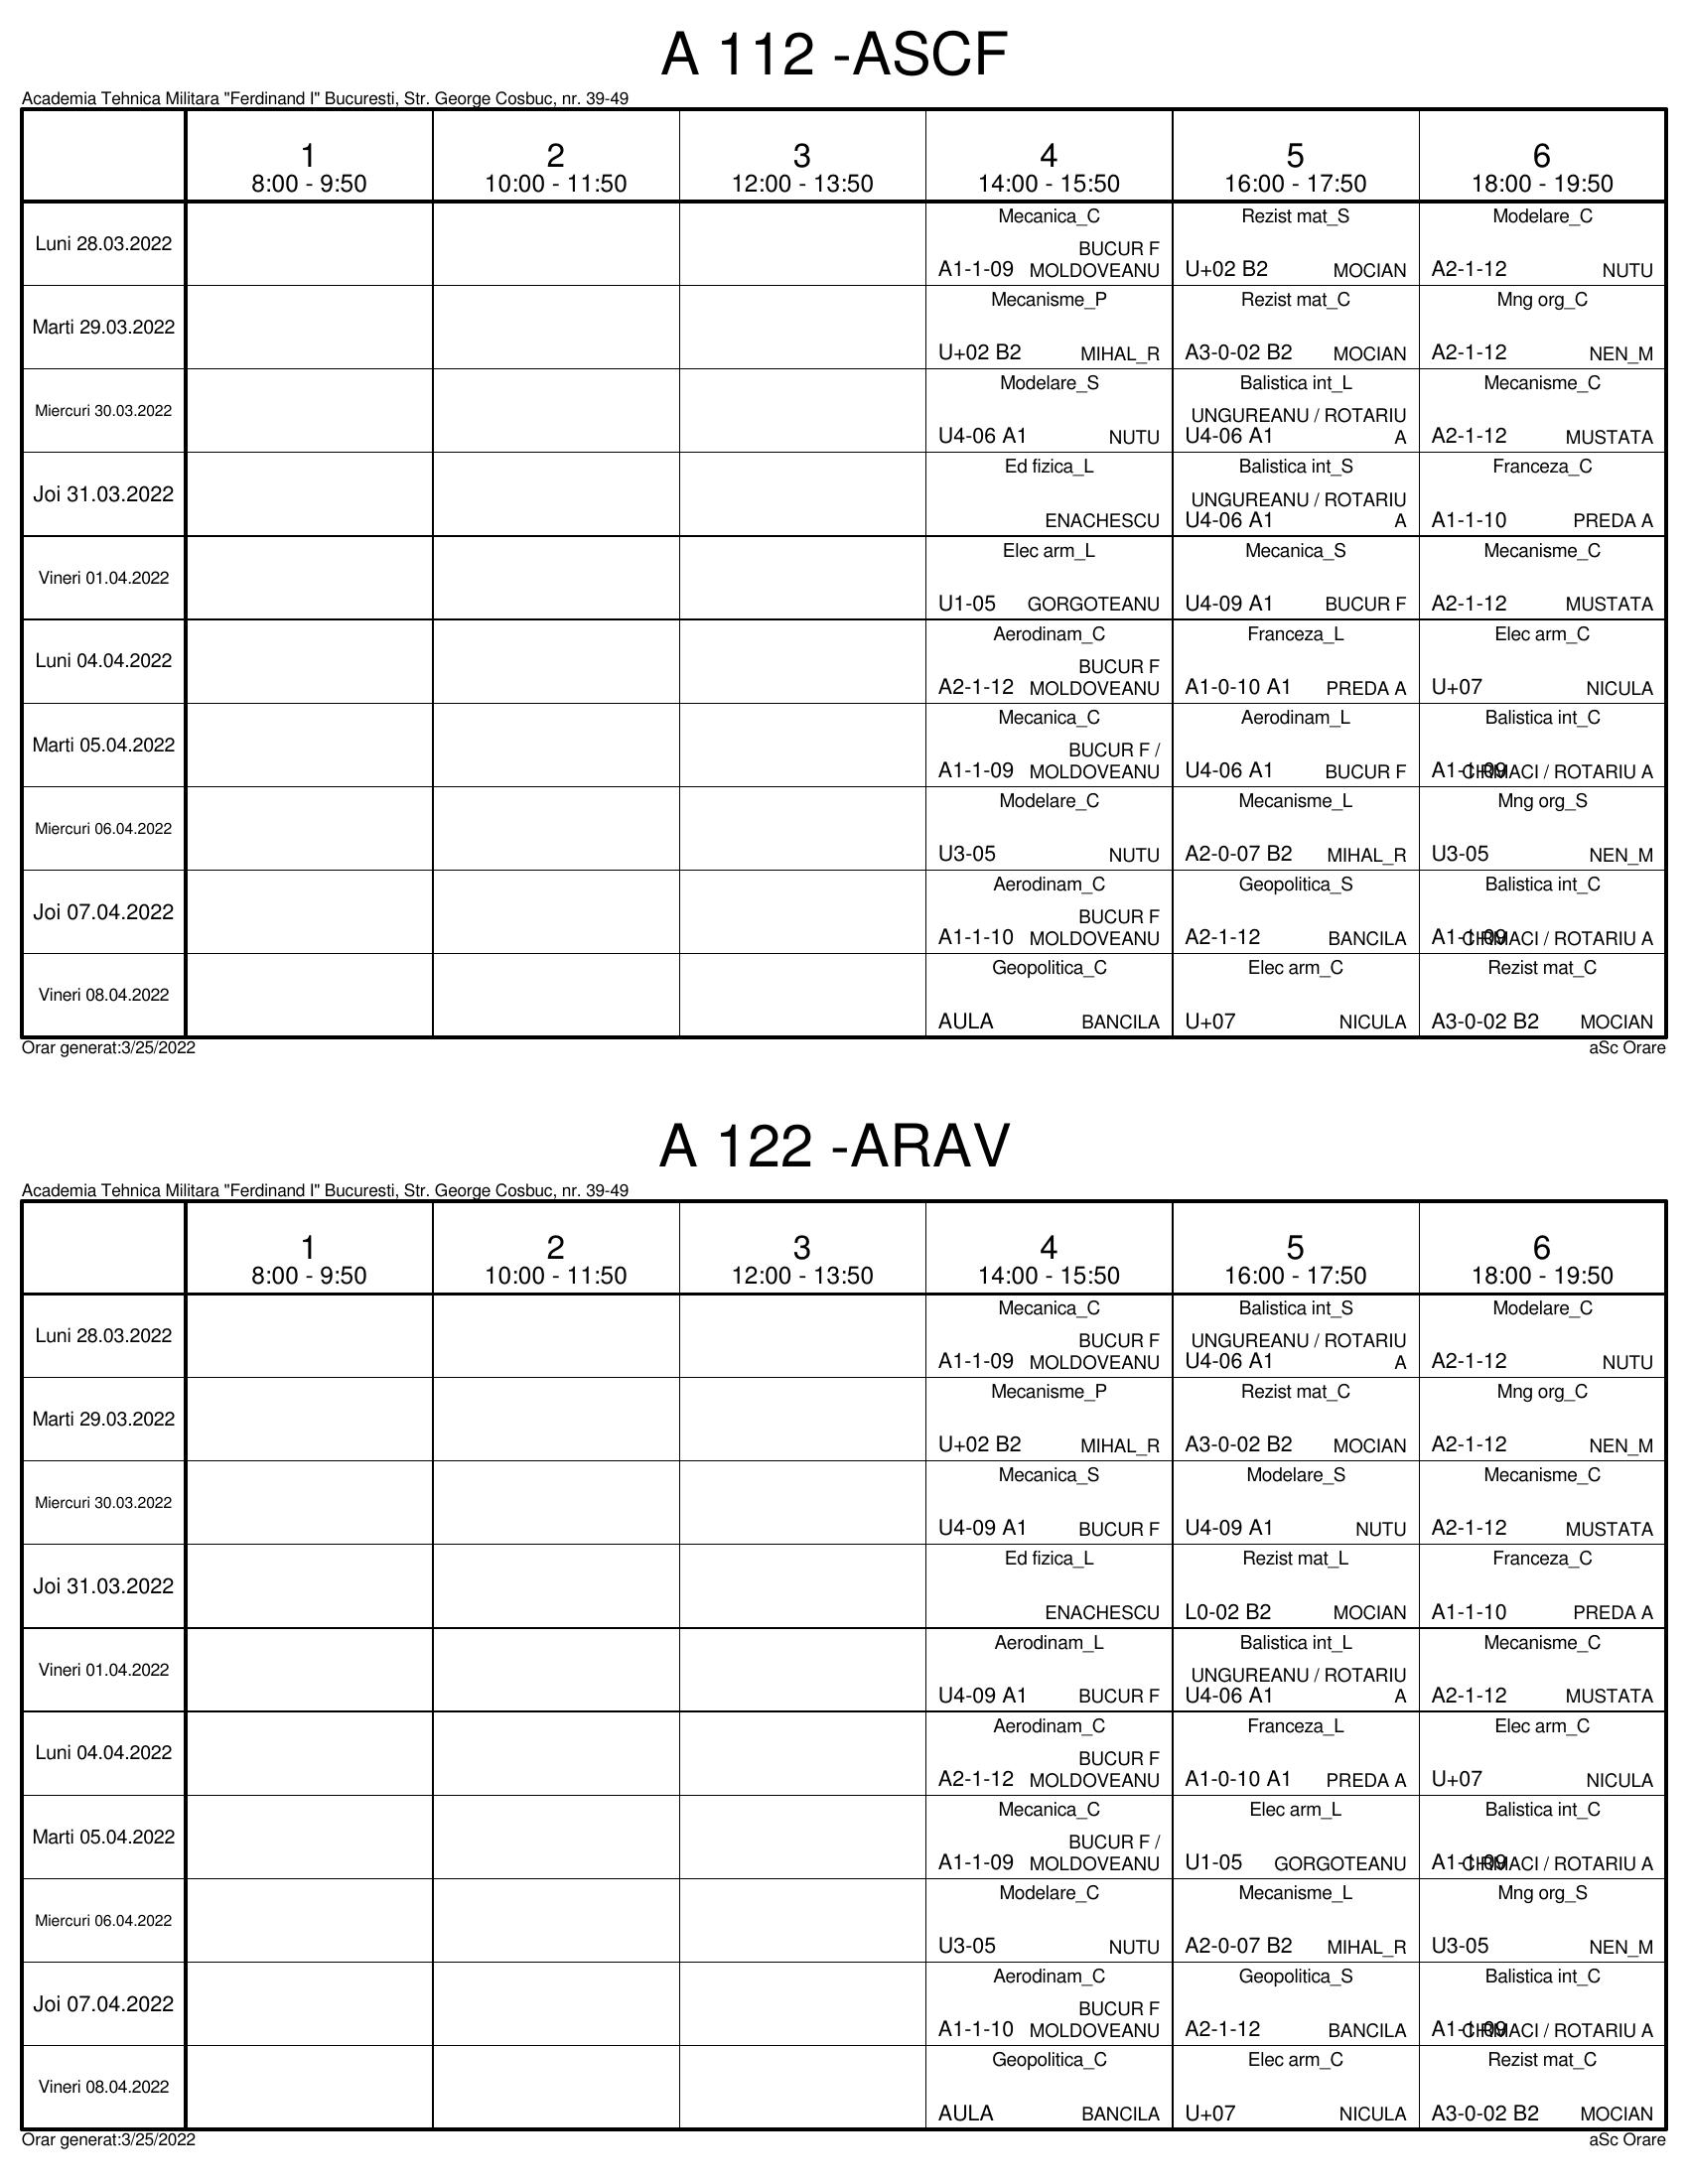 A 112 -ASCF
Academia Tehnica Militara "Ferdinand I" Bucuresti, Str. George Cosbuc, nr. 39-49
1 2 3 4 5 6
8:00 - 9:50 10:00 - 11:50 12:00 - 13:50 14:00 - 15:50 16:00 - 17:50 18:00 - 19:50
Luni 28.03.2022
Mecanica_C
BUCUR F
A1-1-09 MOLDOVEANU
Rezist mat_S
U+02 B2 MOCIAN
Modelare_C
A2-1-12 NUTU
Marti 29.03.2022
Mecanisme_P
U+02 B2 MIHAL_R
Rezist mat_C
A3-0-02 B2 MOCIAN
Mng org_C
A2-1-12 NEN_M
Miercuri 30.03.2022
Modelare_S
U4-06 A1 NUTU
Balistica int_L
UNGUREANU / ROTARIU
U4-06 A1 A
Mecanisme_C
A2-1-12 MUSTATA
Joi 31.03.2022
Ed fizica_L
ENACHESCU
Balistica int_S
UNGUREANU / ROTARIU
U4-06 A1 A
Franceza_C
A1-1-10 PREDA A
Vineri 01.04.2022
Elec arm_L
U1-05 GORGOTEANU
Mecanica_S
U4-09 A1 BUCUR F
Mecanisme_C
A2-1-12 MUSTATA
Luni 04.04.2022
Aerodinam_C
BUCUR F
A2-1-12 MOLDOVEANU
Franceza_L
A1-0-10 A1 PREDA A
Elec arm_C
U+07 NICULA
Marti 05.04.2022
Mecanica_C
BUCUR F /
A1-1-09 MOLDOVEANU
Aerodinam_L
U4-06 A1 BUCUR F
Balistica int_C
A1-1-09 / ROTARIU A
Miercuri 06.04.2022
Modelare_C
U3-05 NUTU
Mecanisme_L
A2-0-07 B2 MIHAL_R
Mng org_S
U3-05 NEN_M
Joi 07.04.2022
Aerodinam_C
BUCUR F
A1-1-10 MOLDOVEANU
Geopolitica_S
A2-1-12 BANCILA
Balistica int_C
A1-1-09 / ROTARIU A
Vineri 08.04.2022
Geopolitica_C
AULA BANCILA
Elec arm_C
U+07 NICULA
Rezist mat_C
A3-0-02 B2 MOCIAN
Orar generat:3/25/2022 aSc Orare
A 122 -ARAV
Academia Tehnica Militara "Ferdinand I" Bucuresti, Str. George Cosbuc, nr. 39-49
1 2 3 4 5 6
8:00 - 9:50 10:00 - 11:50 12:00 - 13:50 14:00 - 15:50 16:00 - 17:50 18:00 - 19:50
Luni 28.03.2022
Mecanica_C
BUCUR F
A1-1-09 MOLDOVEANU
Balistica int_S
UNGUREANU / ROTARIU
U4-06 A1 A
Modelare_C
A2-1-12 NUTU
Marti 29.03.2022
Mecanisme_P
U+02 B2 MIHAL_R
Rezist mat_C
A3-0-02 B2 MOCIAN
Mng org_C
A2-1-12 NEN_M
Miercuri 30.03.2022
Mecanica_S
U4-09 A1 BUCUR F
Modelare_S
U4-09 A1 NUTU
Mecanisme_C
A2-1-12 MUSTATA
Joi 31.03.2022
Ed fizica_L
ENACHESCU
Rezist mat_L
L0-02 B2 MOCIAN
Franceza_C
A1-1-10 PREDA A
Vineri 01.04.2022
Aerodinam_L
U4-09 A1 BUCUR F
Balistica int_L
UNGUREANU / ROTARIU
U4-06 A1 A
Mecanisme_C
A2-1-12 MUSTATA
Luni 04.04.2022
Aerodinam_C
BUCUR F
A2-1-12 MOLDOVEANU
Franceza_L
A1-0-10 A1 PREDA A
Elec arm_C
U+07 NICULA
Marti 05.04.2022
Mecanica_C
BUCUR F /
A1-1-09 MOLDOVEANU
Elec arm_L
U1-05 GORGOTEANU
Balistica int_C
A1-1-09 / ROTARIU A
Miercuri 06.04.2022
Modelare_C
U3-05 NUTU
Mecanisme_L
A2-0-07 B2 MIHAL_R
Mng org_S
U3-05 NEN_M
Joi 07.04.2022
Aerodinam_C
BUCUR F
A1-1-10 MOLDOVEANU
Geopolitica_S
A2-1-12 BANCILA
Balistica int_C
A1-1-09 / ROTARIU A
Vineri 08.04.2022
Geopolitica_C
AULA BANCILA
Elec arm_C
U+07 NICULA
Rezist mat_C
A3-0-02 B2 MOCIAN
Orar generat:3/25/2022 aSc Orare